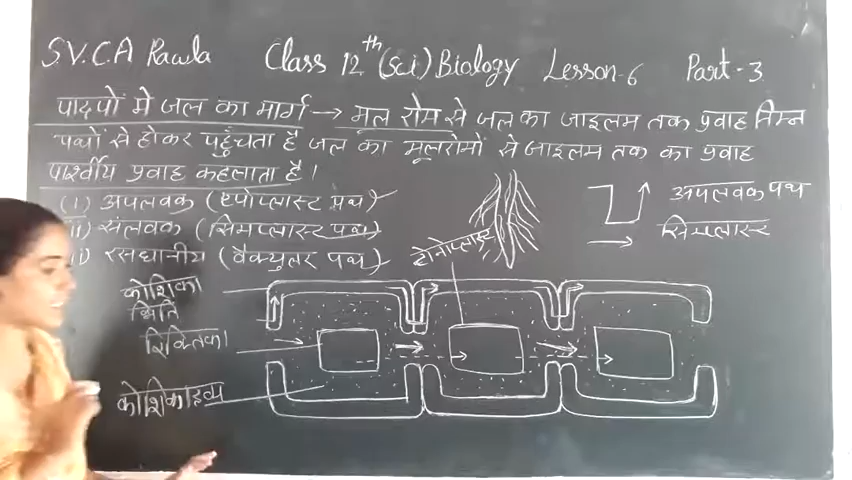 S.V.C.A Rawla Class 12th (Sci) Biology Lesson-6 Part-3
पादपों में जल का मार्ग → मूल रोम से जल का जाइलम तक प्रवाह निम्न
पथों से होकर पहुंचता है जल का मूलरोमों से जाइलम तक का प्रवाह
पार्श्वीय प्रवाह कहलाता है।
(i) अपलवक (एपोप्लास्ट पथ)
(ii) संलवक (सिमप्लास्ट पथ)
रसधानीय (वैक्युलर पथ)
अपलवक पथ
सिमप्लास्ट
टोनोप्लास्ट
कोशिका
भित्ति
रिक्तिका
कोशिकाद्रव्य